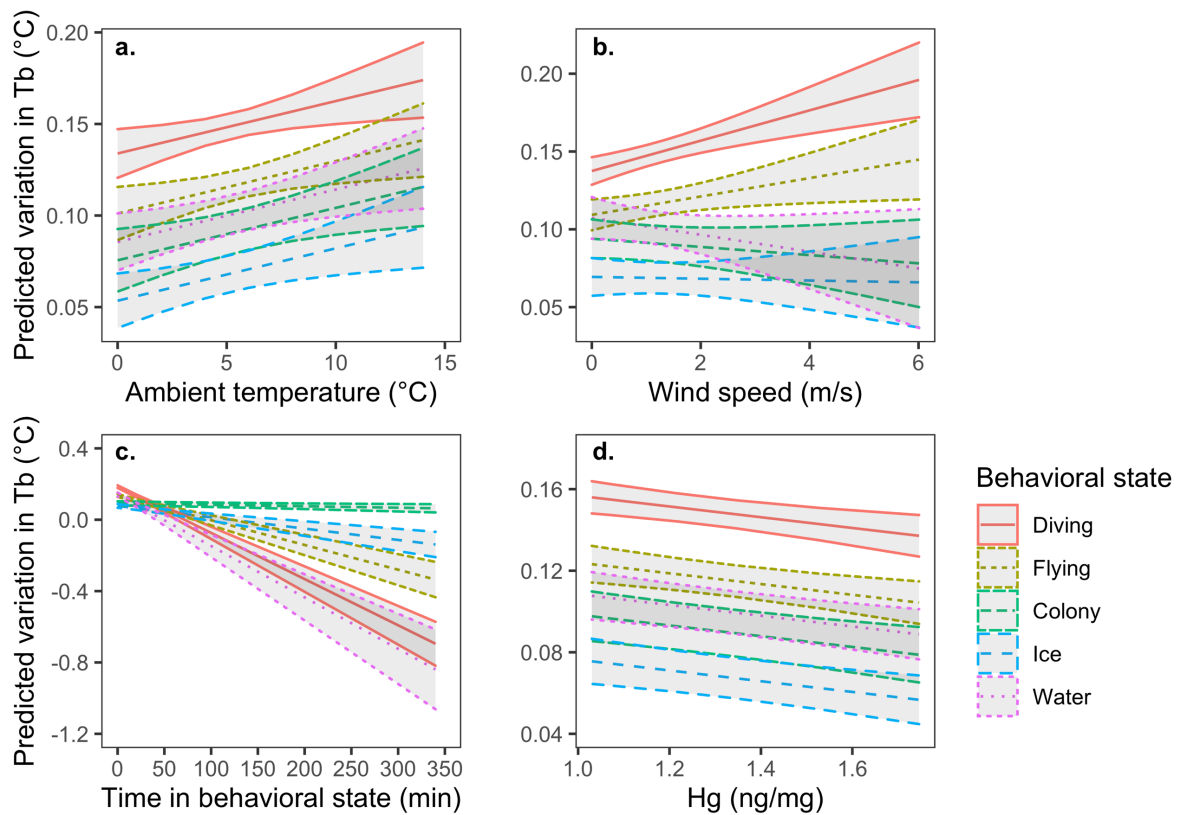 a.
0.20
0.15
0.10
0.05
0
5
10
15
Predicted variation in Tb (°C)
Ambient temperature (°C)
b.
0.20
0.15
0.10
0.05
0
2
4
6
Wind speed (m/s)
c.
0.4
0.0
-0.4
-0.8
-1.2
0
50
100
150
200
250
300
350
Predicted variation in Tb (°C)
Time in behavioral state (min)
d.
0.16
0.12
0.08
0.04
1.0
1.2
1.4
1.6
Hg (ng/mg)
Behavioral state
Diving
Flying
Colony
Ice
Water